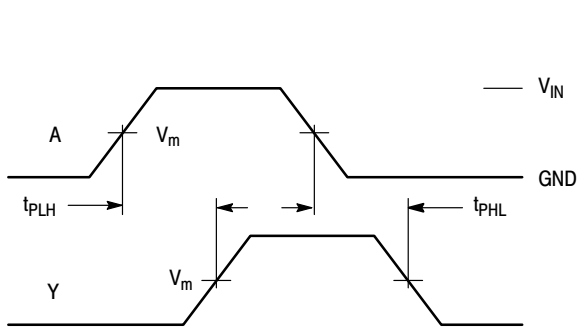 V_IN
A V_m
GND
t_PLH t_PHL
V_m
Y